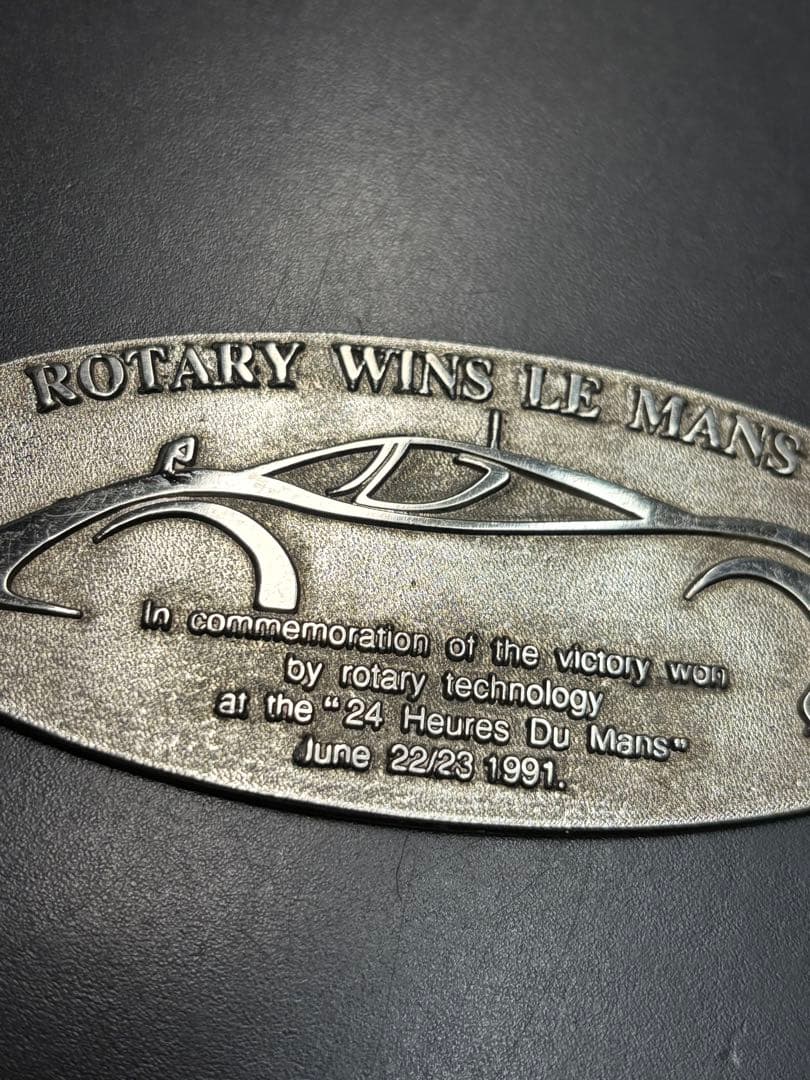 ROTARY WINS LE MANS
In commemoration of the victory won
by rotary technology
at the "24 Heures Du Mans"
June 22/23 1991.